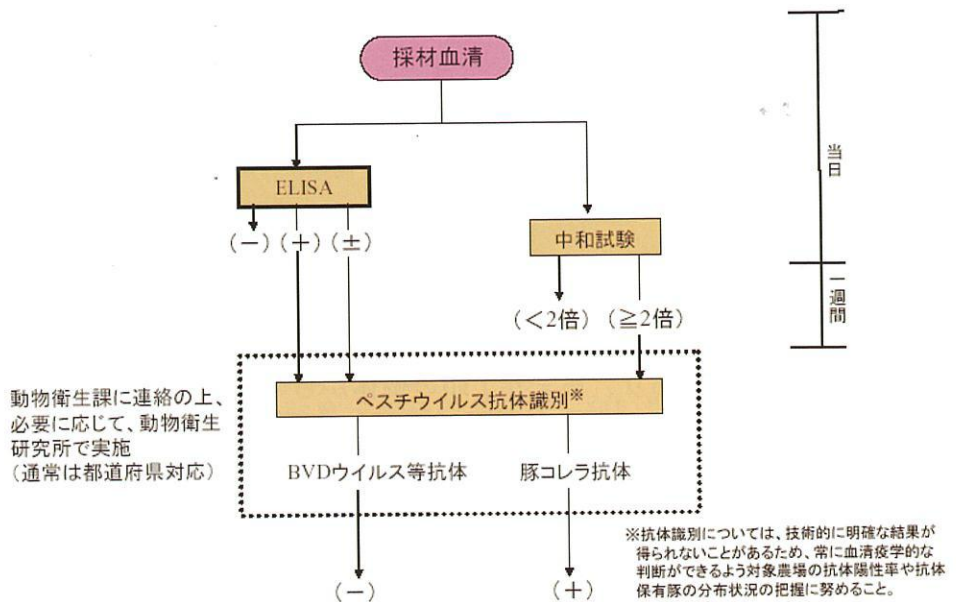 採材血清
ELISA
(－) (＋) (±)
中和試験
(＜2倍) (≧2倍)
当日
一週間
動物衛生課に連絡の上、
必要に応じて、動物衛生
研究所で実施
(通常は都道府県対応)
ペスチウイルス抗体識別※
BVDウイルス等抗体
豚コレラ抗体
(－)
(＋)
※抗体識別については、技術的に明確な結果が
得られないことがあるため、常に血清疫学的な
判断ができるよう対象農場の抗体陽性率や抗体
保有豚の分布状況の把握に努めること。